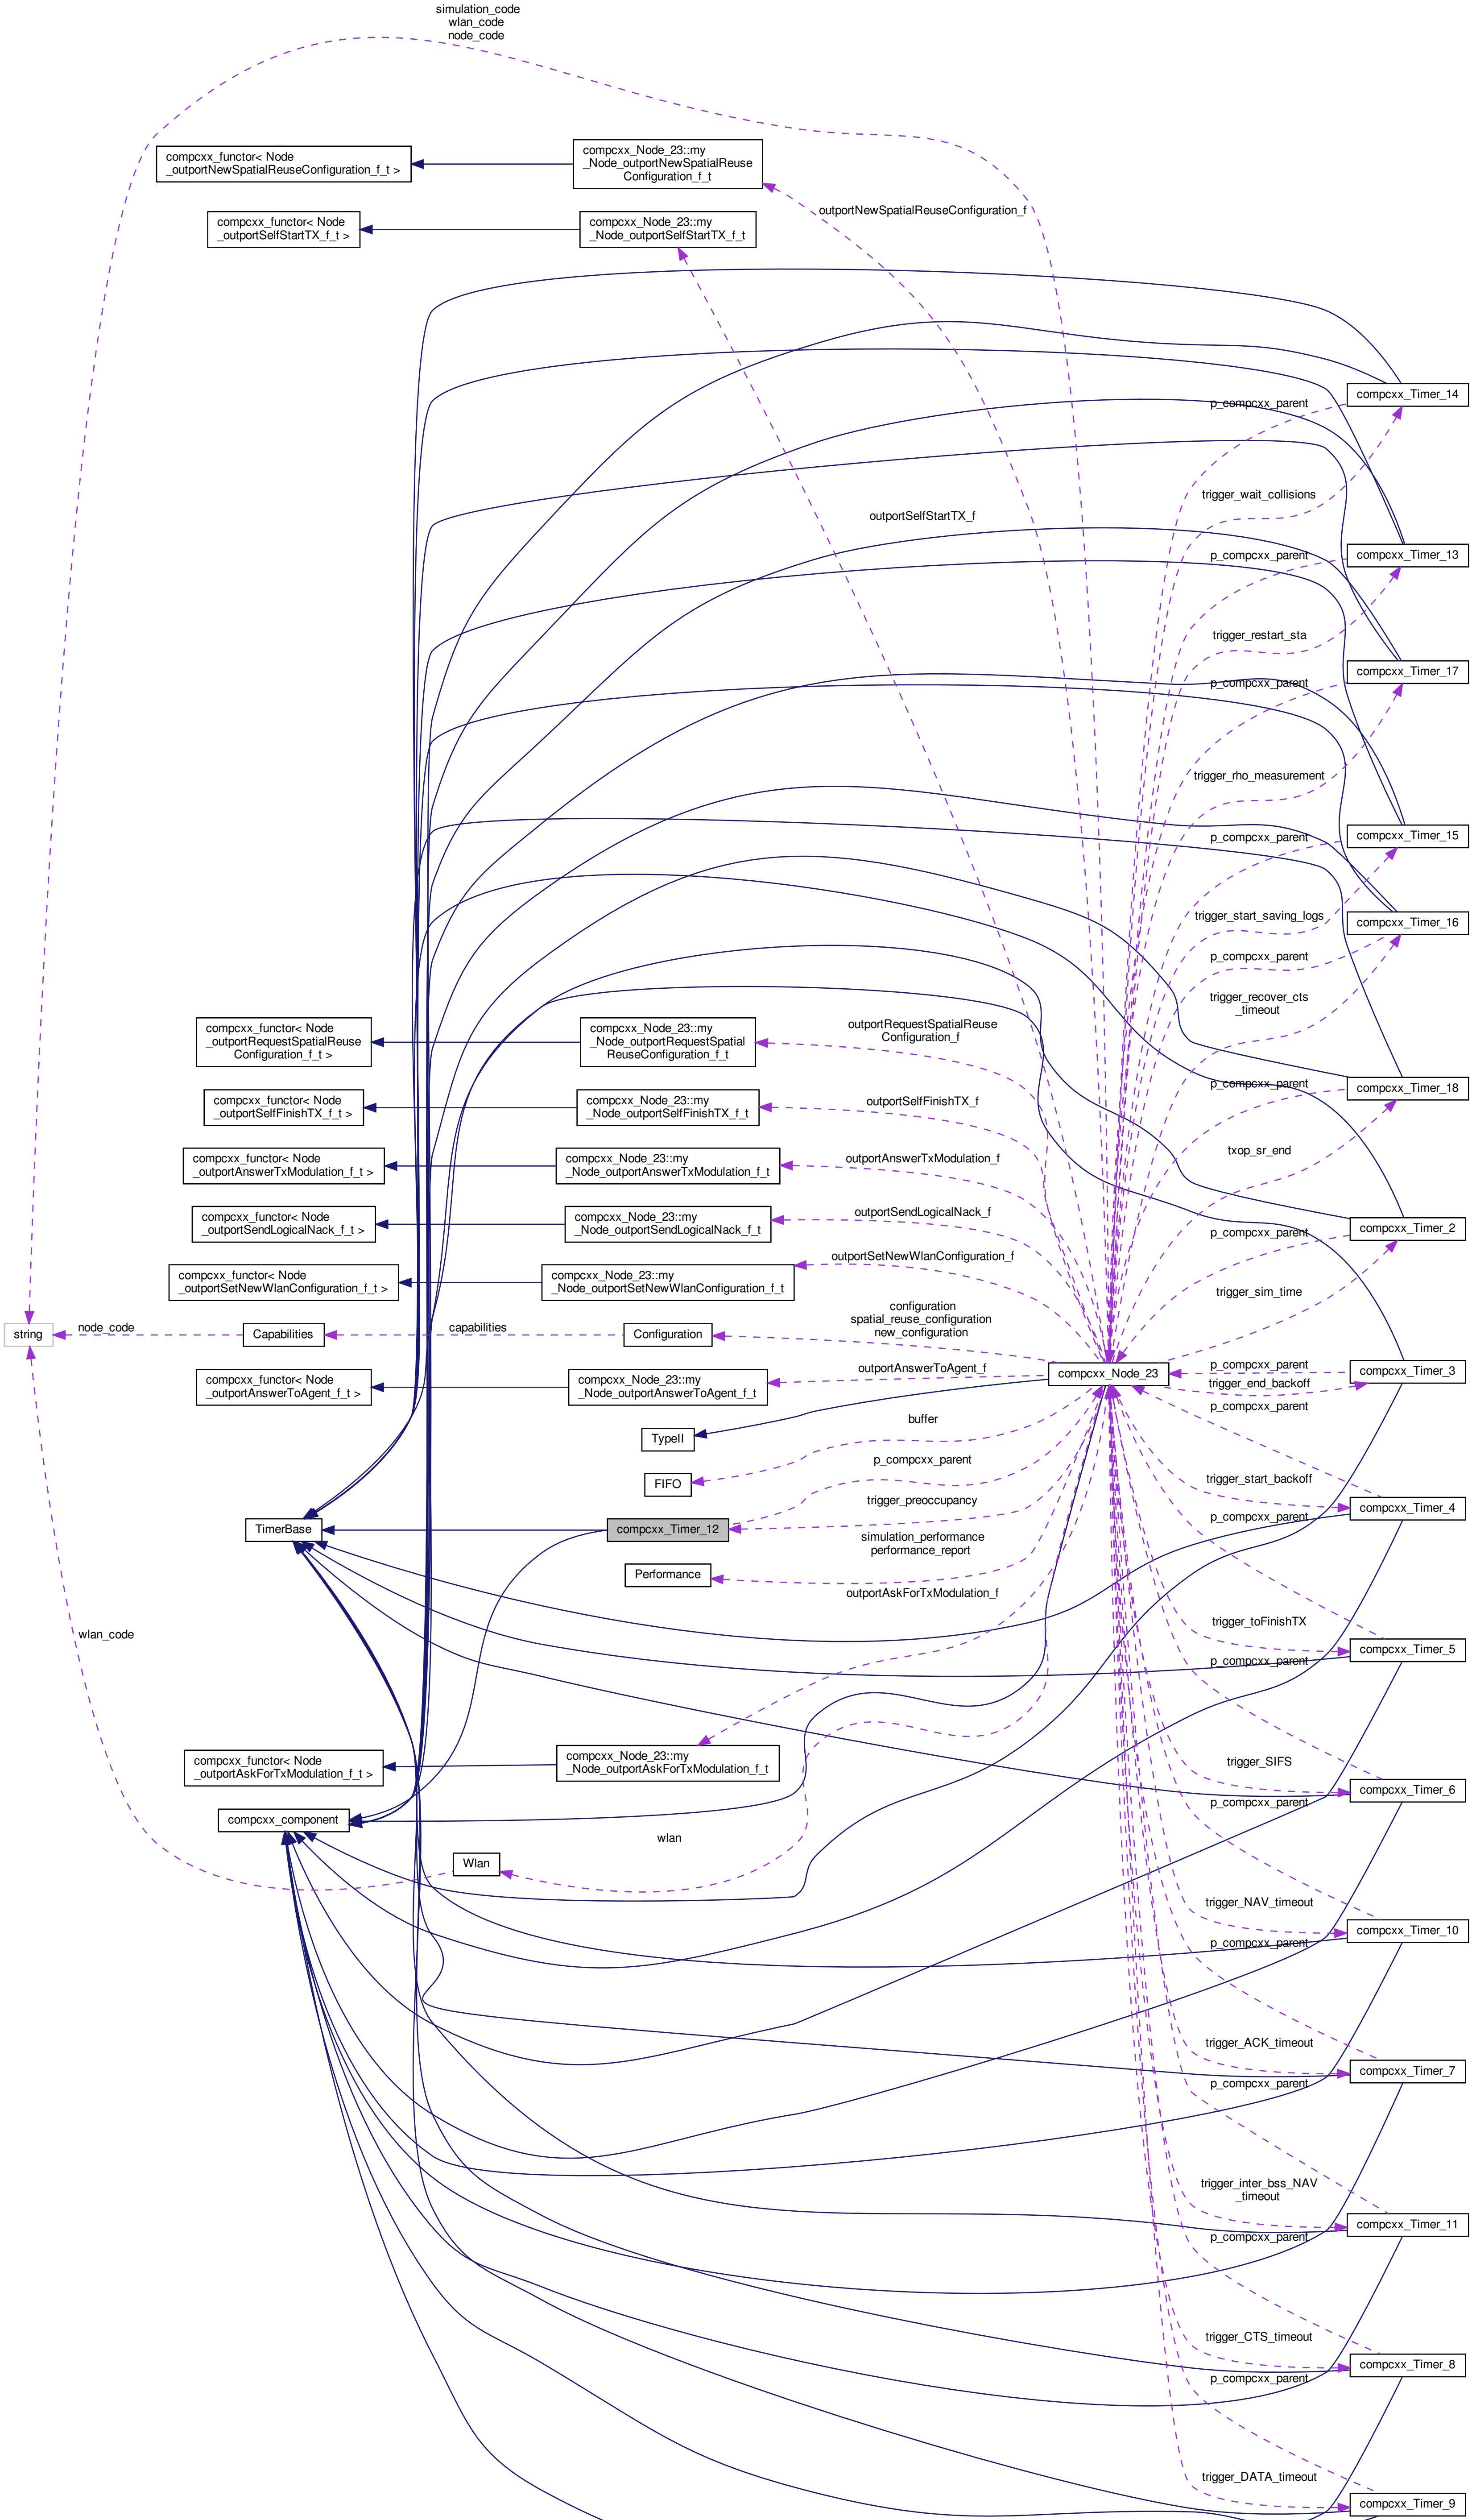 simulation_code
wlan_code
node_code
compcxx_functor< Node
_outportNewSpatialReuseConfiguration_f_t >
compcxx_Node_23::my
_Node_outportNewSpatialReuse
Configuration_f_t
outportNewSpatialReuseConfiguration_f
compcxx_functor< Node
_outportSelfStartTX_f_t >
compcxx_Node_23::my
_Node_outportSelfStartTX_f_t
compcxx_Timer_14
p_compcxx_parent
trigger_wait_collisions
outportSelfStartTX_f
compcxx_Timer_13
p_compcxx_parent
trigger_restart_sta
compcxx_Timer_17
p_compcxx_parent
trigger_rho_measurement
compcxx_Timer_15
p_compcxx_parent
trigger_start_saving_logs
compcxx_Timer_16
p_compcxx_parent
trigger_recover_cts
_timeout
compcxx_functor< Node
_outportRequestSpatialReuse
Configuration_f_t >
compcxx_Node_23::my
_Node_outportRequestSpatial
ReuseConfiguration_f_t
outportRequestSpatialReuse
Configuration_f
compcxx_Timer_18
p_compcxx_parent
compcxx_functor< Node
_outportSelfFinishTX_f_t >
compcxx_Node_23::my
_Node_outportSelfFinishTX_f_t
outportSelfFinishTX_f
txop_sr_end
compcxx_functor< Node
_outportAnswerTxModulation_f_t >
compcxx_Node_23::my
_Node_outportAnswerTxModulation_f_t
outportAnswerTxModulation_f
compcxx_functor< Node
_outportSendLogicalNack_f_t >
compcxx_Node_23::my
_Node_outportSendLogicalNack_f_t
outportSendLogicalNack_f
p_compcxx_parent
compcxx_Timer_2
compcxx_functor< Node
_outportSetNewWlanConfiguration_f_t >
compcxx_Node_23::my
_Node_outportSetNewWlanConfiguration_f_t
outportSetNewWlanConfiguration_f
trigger_sim_time
string
node_code
Capabilities
capabilities
Configuration
configuration
spatial_reuse_configuration
new_configuration
compcxx_functor< Node
_outportAnswerToAgent_f_t >
compcxx_Node_23::my
_Node_outportAnswerToAgent_f_t
outportAnswerToAgent_f
compcxx_Node_23
p_compcxx_parent
trigger_end_backoff
compcxx_Timer_3
p_compcxx_parent
TypeII
buffer
FIFO
p_compcxx_parent
trigger_start_backoff
compcxx_Timer_4
TimerBase
compcxx_Timer_12
trigger_preoccupancy
p_compcxx_parent
Performance
simulation_performance
performance_report
outportAskForTxModulation_f
wlan_code
trigger_toFinishTX
compcxx_Timer_5
p_compcxx_parent
compcxx_functor< Node
_outportAskForTxModulation_f_t >
compcxx_Node_23::my
_Node_outportAskForTxModulation_f_t
trigger_SIFS
compcxx_Timer_6
p_compcxx_parent
compcxx_component
wlan
Wlan
trigger_NAV_timeout
compcxx_Timer_10
p_compcxx_parent
trigger_ACK_timeout
compcxx_Timer_7
p_compcxx_parent
trigger_inter_bss_NAV
_timeout
compcxx_Timer_11
p_compcxx_parent
trigger_CTS_timeout
compcxx_Timer_8
p_compcxx_parent
trigger_DATA_timeout
compcxx_Timer_9